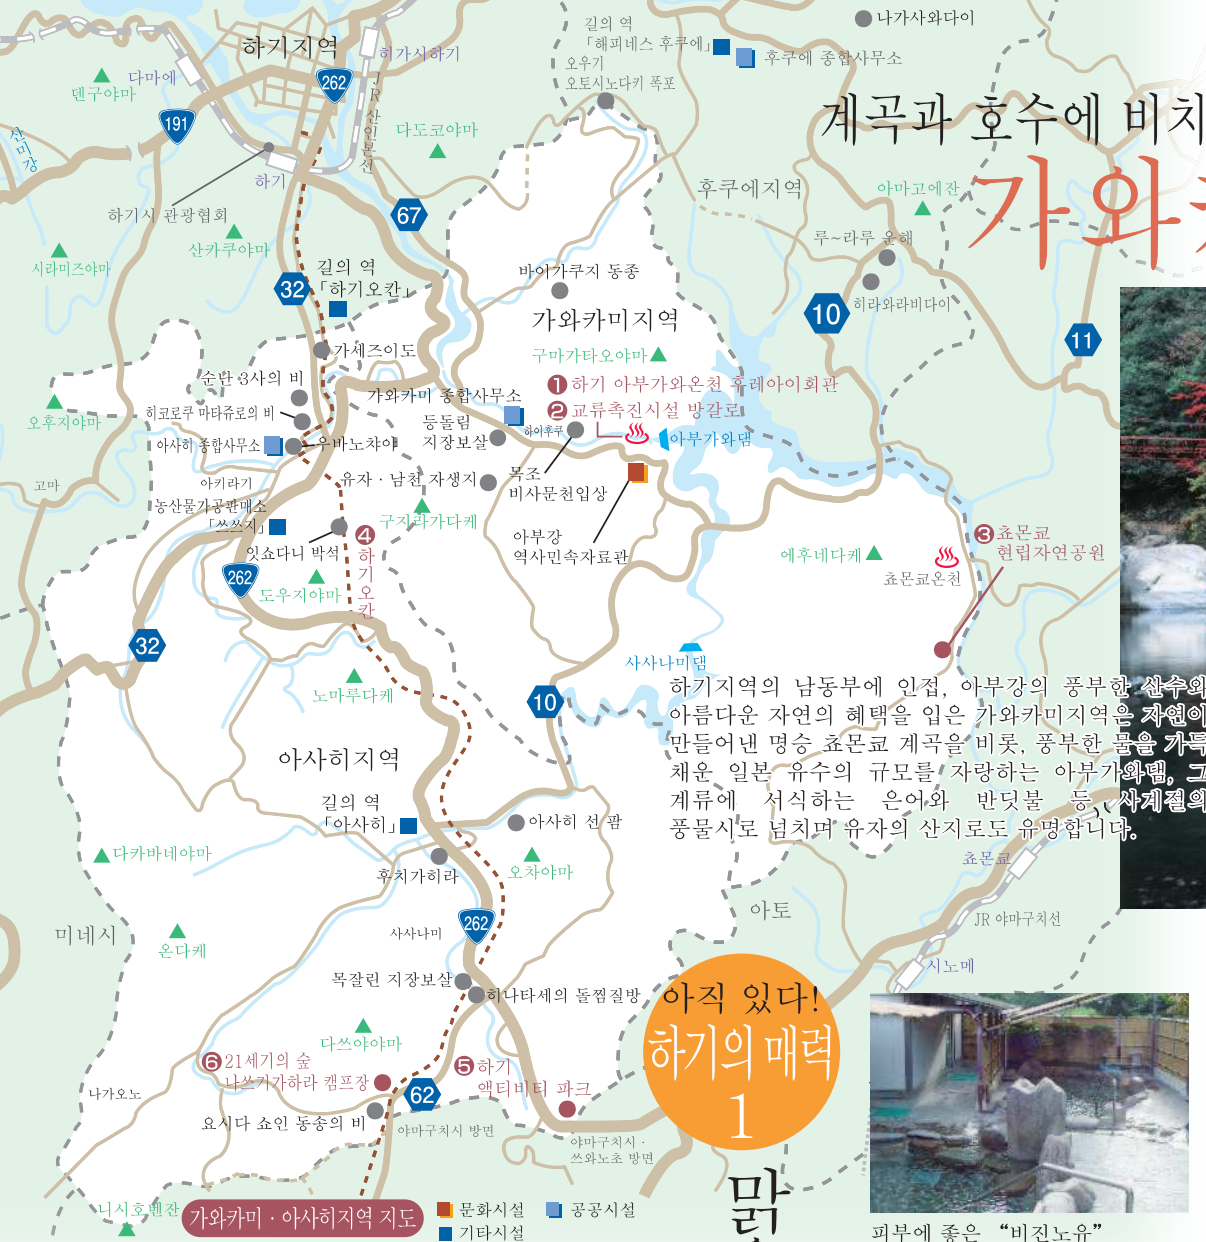 나가사와다이
길의 역
「해피네스 후쿠에」
후쿠에 종합사무소
오우기
오토시노다키 폭포
하기지역
히가시하기
다마에
덴구야마
262
191
JR 산인본선
산미강
다도코야마
하기
67
하기시 관광협회
산카쿠야마
시라미즈야마
계곡과 호수에 비치
가와
후쿠에지역
아마고에잔
루~라루 운해
히라와라비다이
10
11
32
길의 역
「하기오칸」
바이가쿠지 동종
가와카미지역
구마가타오야마
가세즈이도
❶ 하기 아부가와온천 후레아이회관
❷ 교류촉진시설 방갈로
순난 3사의 비
가와카미 종합사무소
오후지야마
히코로쿠 마타쥬로의 비
등돌림
지장보살
하이후쿠
아부가와댐
아사히 종합사무소
우바노챠야
고마
아키라기
농산물가공판매소
「쓰쓰지」
유자 · 남천 자생지
목조
비사문천입상
구지라가다케
❹ 하기오칸
잇쇼다니 박석
아부강
역사민속자료관
에후네다케
❸ 쵸몬쿄
현립자연공원
쵸몬쿄온천
262
도우지야마
32
사사나미댐
노마루다케
10
하기지역의 남동부에 인접, 아부강의 풍부한 산수와
아름다운 자연의 혜택을 입은 가와카미지역은 자연이
만들어낸 명승 쵸몬쿄 계곡을 비롯, 풍부한 물을 가득
채운 일본 유수의 규모를 자랑하는 아부가와댐, 그
계류에 서식하는 은어와 반딧불 등, 사계절의
풍물시로 넘치며 유자의 산지로도 유명합니다.
아사히지역
길의 역
「아사히」
아사히 선 팜
다카바네야마
후치가히라
오차야마
쵸몬쿄
아토
JR 야마구치선
미네시
온다케
사사나미
262
시노메
목잘린 지장보살
히나타세의 돌찜질방
아직 있다!
하기의 매력
1
다쓰야야마
❻ 21세기의 숲
나쓰기가하라 캠프장
❺ 하기
액티비티 파크
나가오노
62
요시다 쇼인 동송의 비
야마구치시 방면
야마구치시 ·
쓰와노초 방면
니시호벤잔
가와카미 · 아사히지역 지도
문화시설
공공시설
기타시설
맑
피부에 좋은 “비진노유”